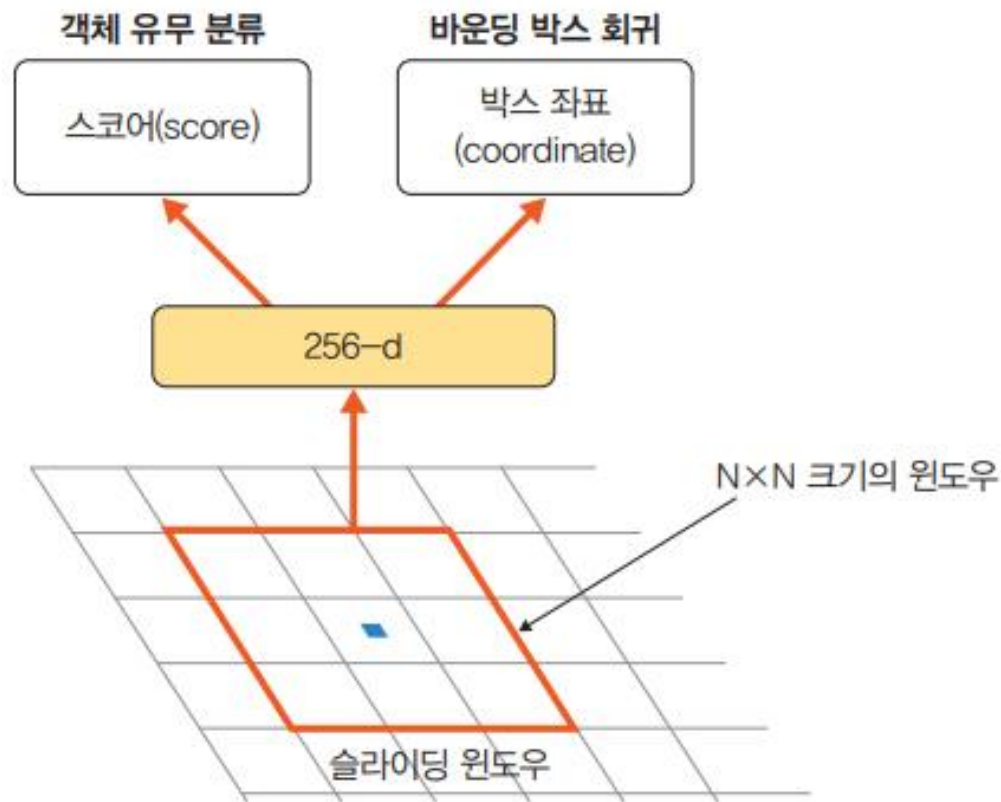 객체 유무 분류
바운딩 박스 회귀
스코어(score)
박스 좌표
(coordinate)
256-d
N×N 크기의 윈도우
슬라이딩 윈도우